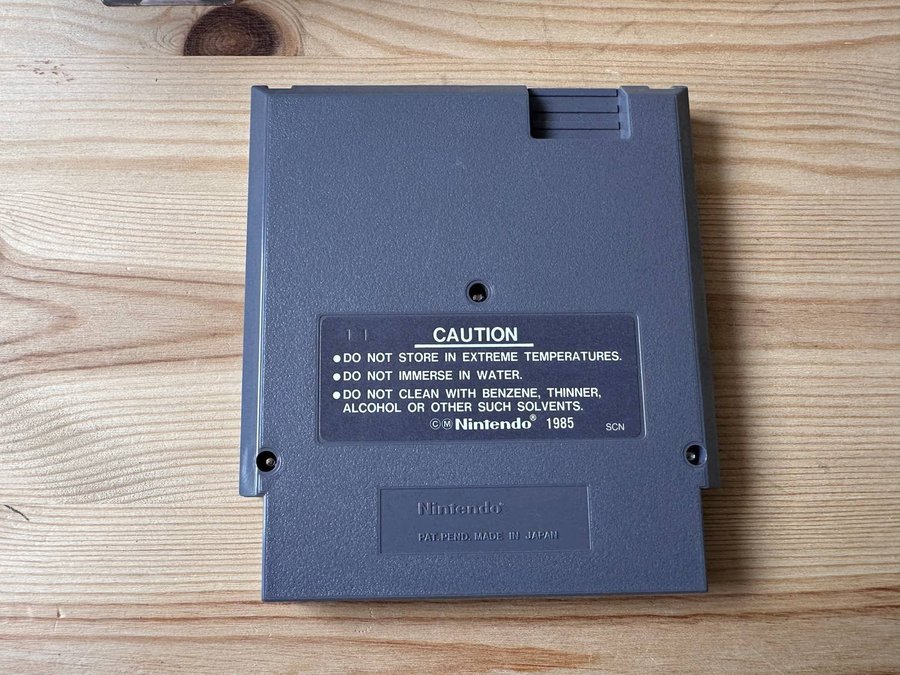 CAUTION
●DO NOT STORE IN EXTREME TEMPERATURES.
●DO NOT IMMERSE IN WATER.
●DO NOT CLEAN WITH BENZENE, THINNER,
ALCOHOL OR OTHER SUCH SOLVENTS.
ⒸⓂNintendo® 1985 SCN
Nintendo®
PAT. PEND. MADE IN JAPAN